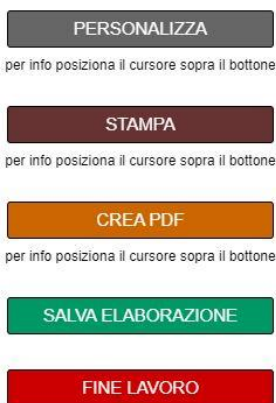 PERSONALIZZA
per info posiziona il cursore sopra il bottone
STAMPA
per info posiziona il cursore sopra il bottone
CREA PDF
per info posiziona il cursore sopra il bottone
SALVA ELABORAZIONE
FINE LAVORO